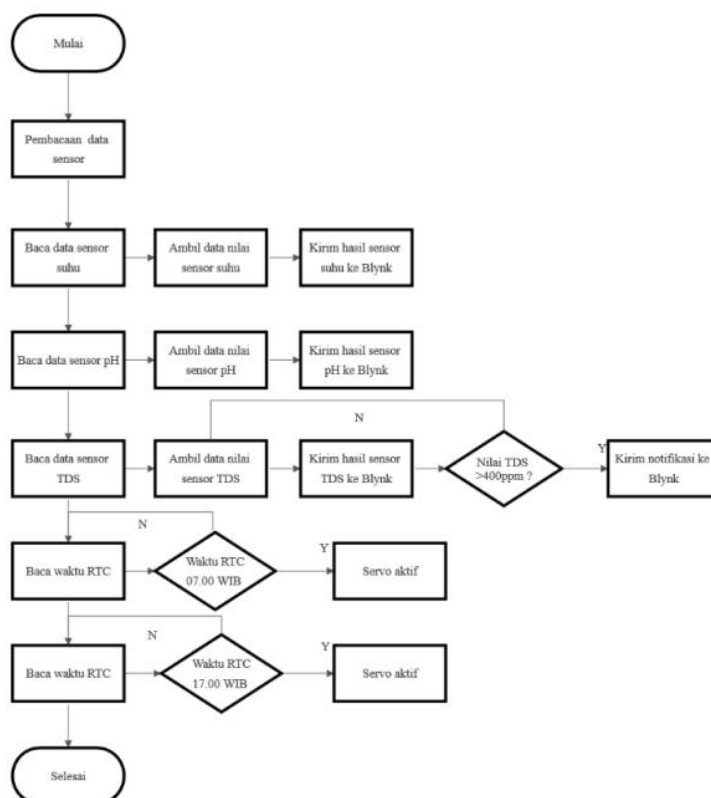 Mulai
Pembacaan data
sensor
Baca data sensor
suhu
Ambil data nilai
sensor suhu
Kirim hasil sensor
suhu ke Blynk
Baca data sensor pH
Ambil data nilai
sensor pH
Kirim hasil sensor
pH ke Blynk
N
Baca data sensor
TDS
Ambil data nilai
sensor TDS
Kirim hasil sensor
TDS ke Blynk
Nilai TDS
>400ppm ?
Y
Kirim notifikasi ke
Blynk
N
Baca waktu RTC
Waktu RTC
07.00 WIB
Y
Servo aktif
N
Baca waktu RTC
Waktu RTC
17.00 WIB
Y
Servo aktif
Selesai